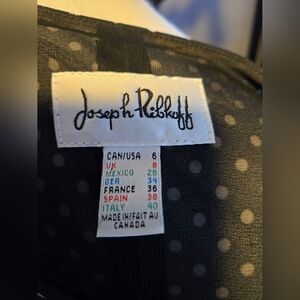 Joseph Ribkoff
CAN/USA 6
UK 8
MEXICO 28
GER 34
FRANCE 36
SPAIN 38
ITALY 40
MADE IN/FAIT AU
CANADA